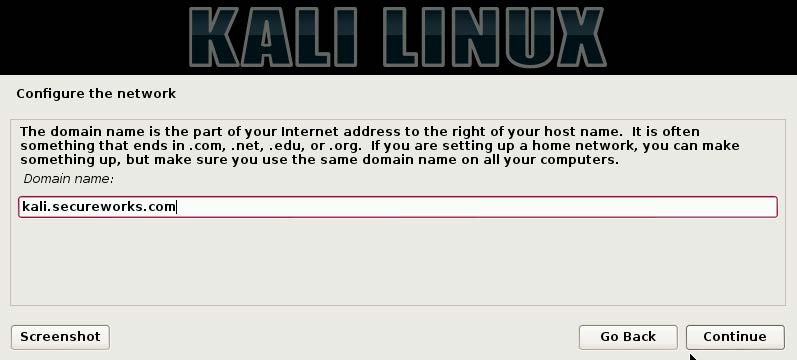 KALI LINUX
Configure the network
The domain name is the part of your Internet address to the right of your host name.  It is often
something that ends in .com, .net, .edu, or .org.  If you are setting up a home network, you can make
something up, but make sure you use the same domain name on all your computers.
Domain name:
kali.secureworks.com
Screenshot
Go Back
Continue